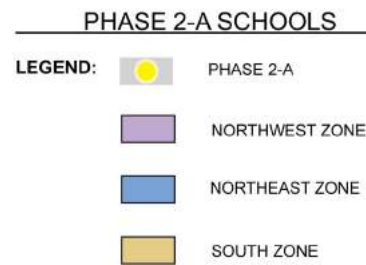 PHASE 2-A SCHOOLS
LEGEND: PHASE 2-A
NORTHWEST ZONE
NORTHEAST ZONE
SOUTH ZONE